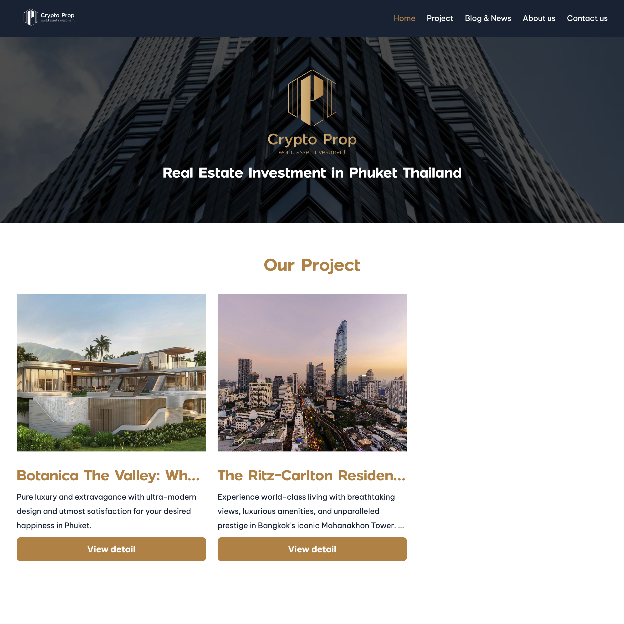 Crypto Prop
Home
Project
Blog & News
About us
Contact us
Crypto Prop
Real Estate Investment in Phuket Thailand
Our Project
Botanica The Valley: Wh...
Pure luxury and extravagance with ultra-modern
design and utmost satisfaction for your desired
happiness in Phuket.
View detail
The Ritz-Carlton Residen...
Experience world-class living with breathtaking
views, luxurious amenities, and unparalleled
prestige in Bangkok's iconic Mahanakhon Tower. ...
View detail